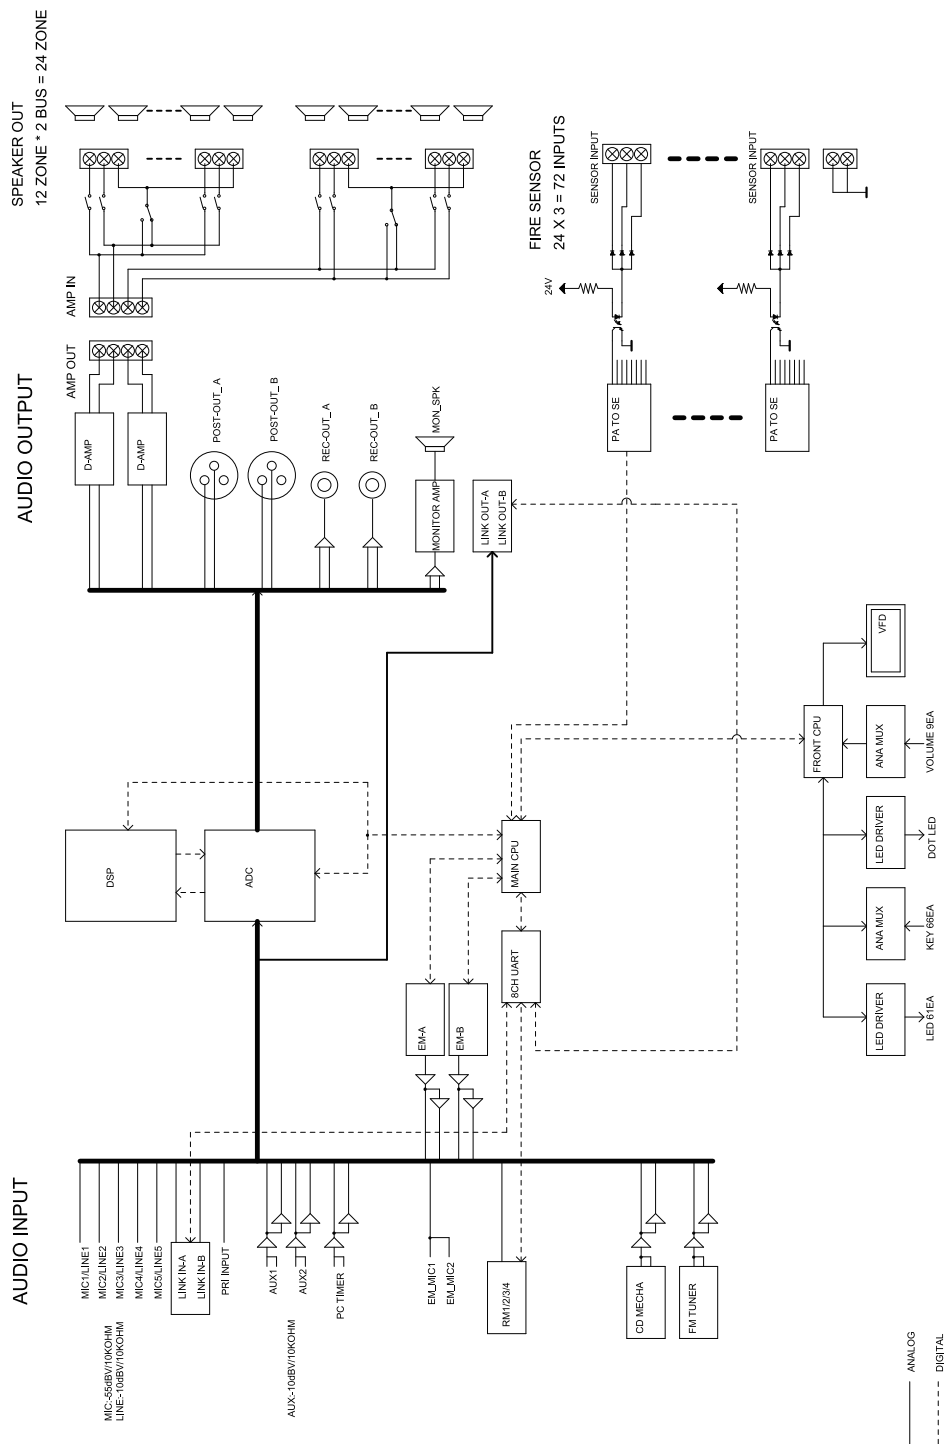 AUDIO INPUT
MIC1/LINE1
MIC2/LINE2
MIC3/LINE3
MIC4/LINE4
MIC5/LINE5
MIC:-55dBV/10KOHM
LINE:-10dBV/10KOHM
LINK IN-A
LINK IN-B
PRI INPUT
AUX1
AUX2
AUX:-10dBV/10KOHM
PC TIMER
EM_MIC1
EM_MIC2
RM1/2/3/4
CD MECHA
FM TUNER
ANALOG
DIGITAL
EM-A
EM-B
8CH UART
MAIN CPU
DSP
ADC
LED DRIVER
LED 61EA
ANA MUX
KEY 66EA
LED DRIVER
DOT LED
ANA MUX
VOLUME 9EA
FRONT CPU
VFD
AUDIO OUTPUT
D-AMP
D-AMP
AMP OUT
AMP IN
POST-OUT_ A
POST-OUT_ B
REC-OUT_ A
REC-OUT_ B
MONITOR AMP
MON_SPK
LINK OUT-A
LINK OUT-B
SPEAKER OUT
12 ZONE * 2 BUS = 24 ZONE
FIRE SENSOR
24 X 3 = 72 INPUTS
24V
PA TO SE
SENSOR INPUT
PA TO SE
SENSOR INPUT